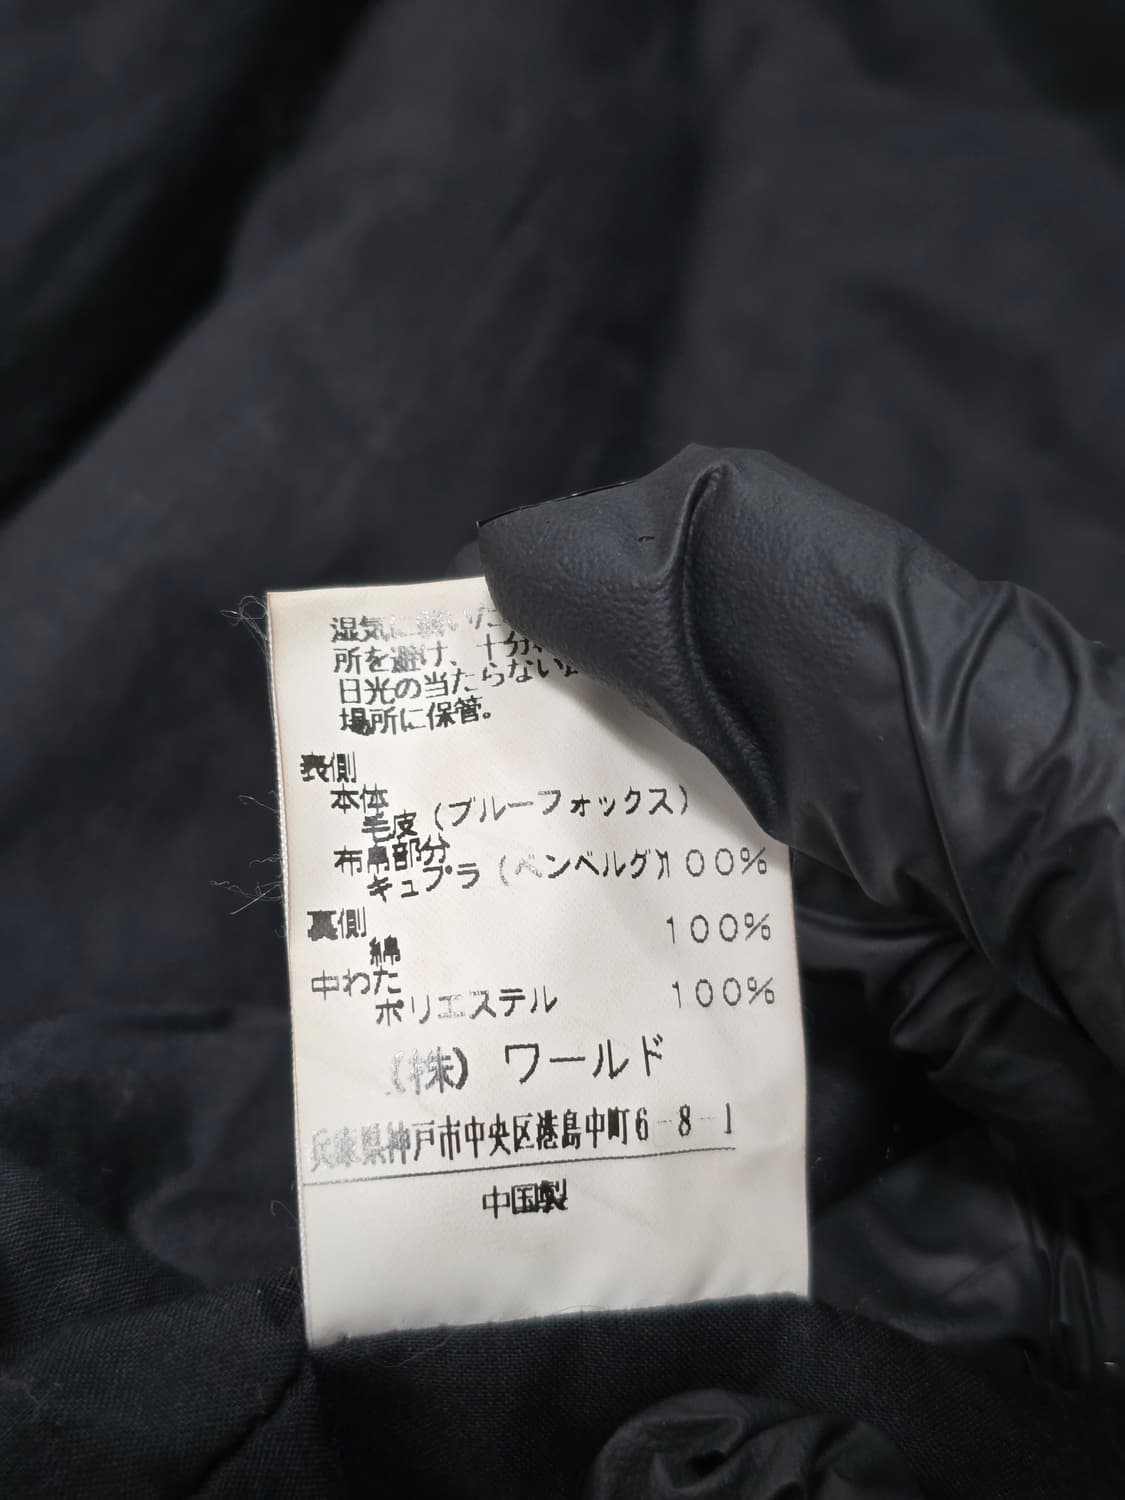 湿気に弱いた
所を避け、十分
日光の当たらない
場所に保管。
表側
本体
毛皮（ブルーフォックス）
布帛部分
キュプラ（ベンベルグ）100%
裏側
綿 100%
中わた
ポリエステル 100%
（株）ワールド
兵庫県神戸市中央区港島中町6-8-1
中国製